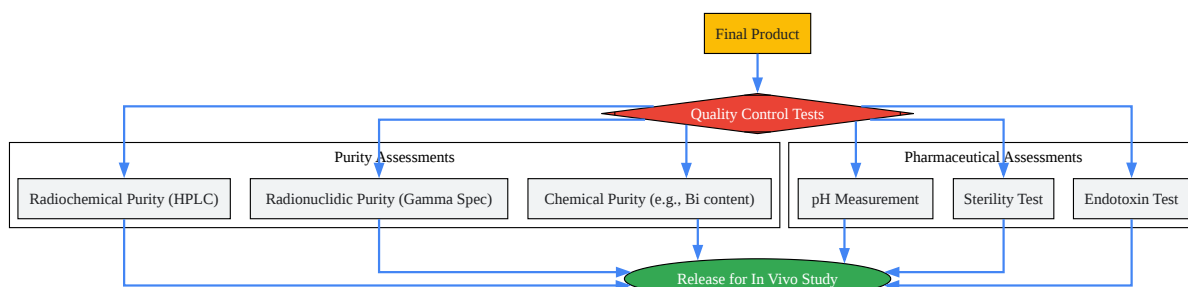 Final Product
Quality Control Tests
Purity Assessments
Pharmaceutical Assessments
Radiochemical Purity (HPLC)
Radionuclidic Purity (Gamma Spec)
Chemical Purity (e.g., Bi content)
pH Measurement
Sterility Test
Endotoxin Test
Release for In Vivo Study